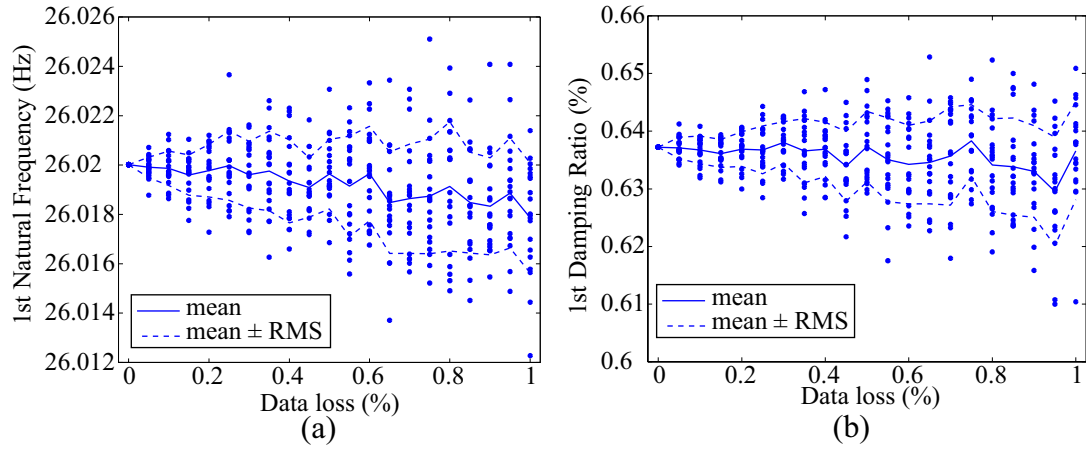 26.026
26.024
26.022
26.02
26.018
26.016
26.014
26.012
1st Natural Frequency (Hz)
mean
mean ± RMS
0 0.2 0.4 0.6 0.8 1
Data loss (%)
(a)
0.66
0.65
0.64
0.63
0.62
0.61
0.6
1st Damping Ratio (%)
mean
mean ± RMS
0 0.2 0.4 0.6 0.8 1
Data loss (%)
(b)